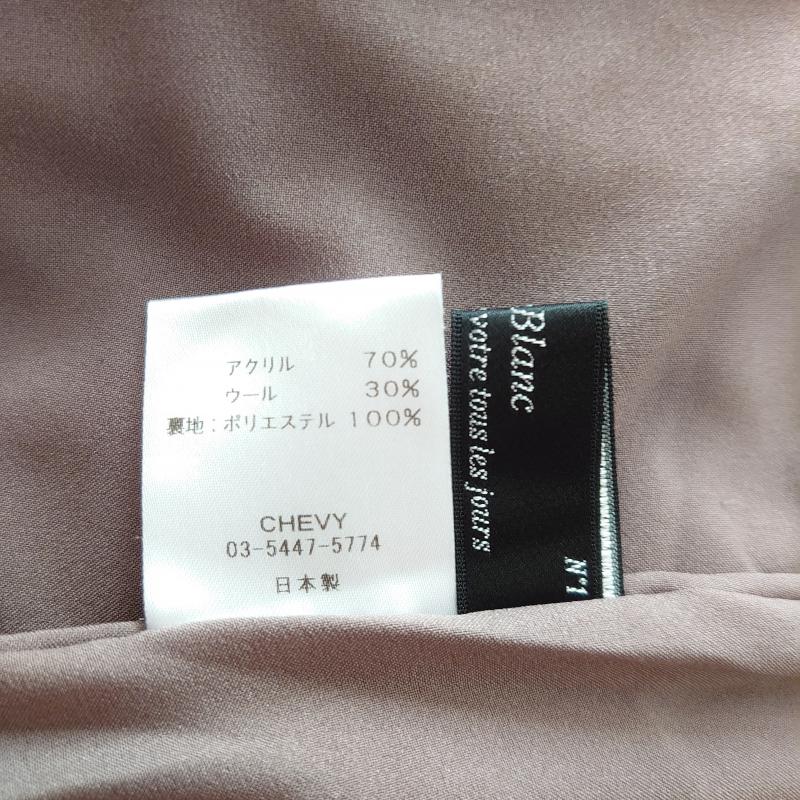 アクリル 70%
ウール 30%
裏地:ポリエステル 100%
CHEVY
03-5447-5774
日本製
Blanc
votre tous les jours
N°1